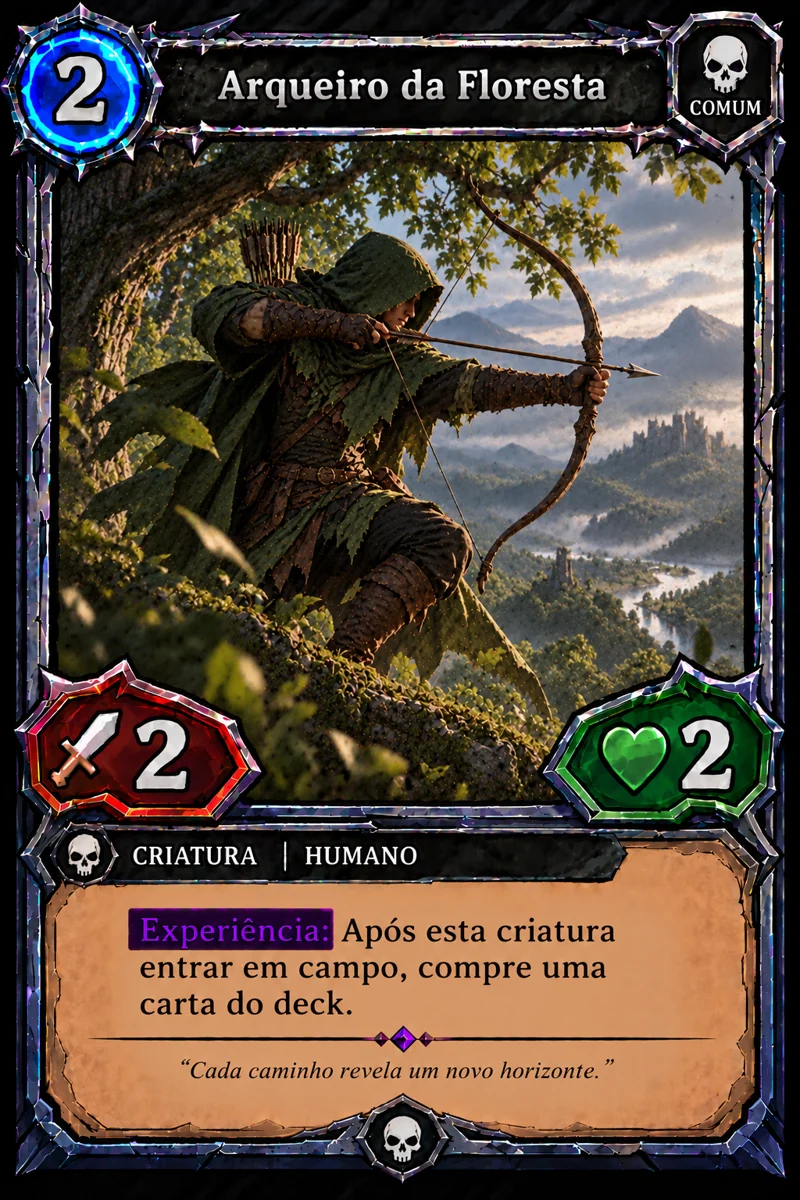 2
Arqueiro da Floresta
COMUM
2
2
CRIATURA | HUMANO
Experiência: Após esta criatura
entrar em campo, compre uma
carta do deck.
“Cada caminho revela um novo horizonte.”